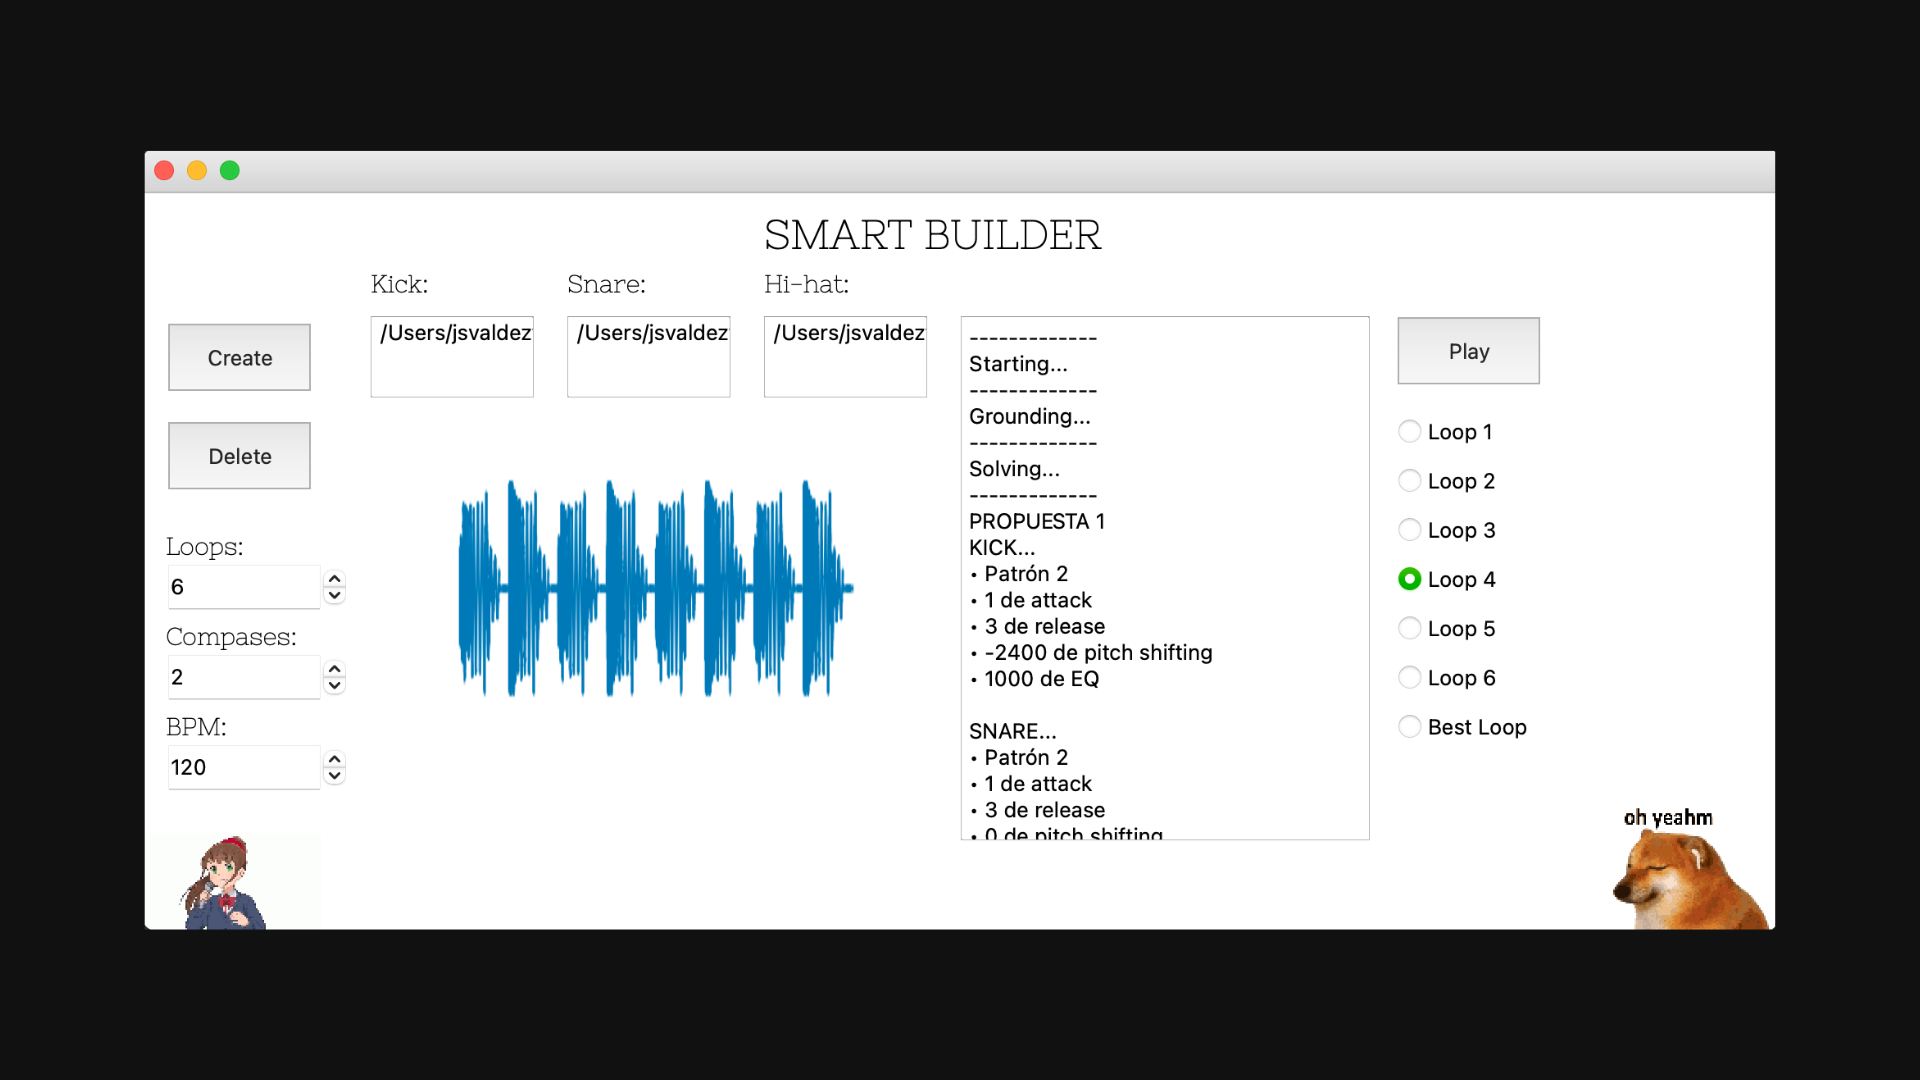 SMART BUILDER
Kick:
Snare:
Hi-hat:
/Users/jsvaldez
/Users/jsvaldez
/Users/jsvaldez
Create
Delete
Loops:
6
Compases:
2
BPM:
120
-------------
Starting...
-------------
Grounding...
-------------
Solving...
-------------
PROPUESTA 1
KICK...
• Patrón 2
• 1 de attack
• 3 de release
• -2400 de pitch shifting
• 1000 de EQ
SNARE...
• Patrón 2
• 1 de attack
• 3 de release
• 0 de pitch shifting
Play
Loop 1
Loop 2
Loop 3
Loop 4
Loop 5
Loop 6
Best Loop
oh yeahm